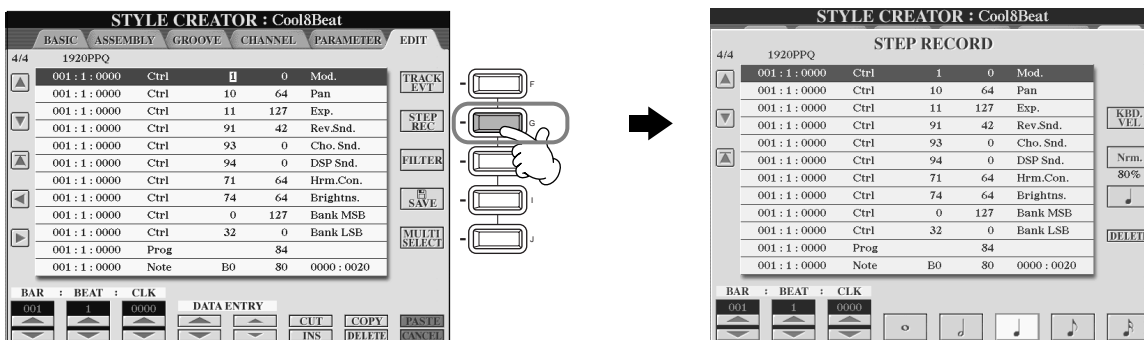 STYLE CREATOR : Cool8Beat
BASIC ASSEMBLY GROOVE CHANNEL PARAMETER EDIT
4/4 1920PPQ
001 : 1 : 0000 Ctrl 1 0 Mod.
001 : 1 : 0000 Ctrl 10 64 Pan
001 : 1 : 0000 Ctrl 11 127 Exp.
001 : 1 : 0000 Ctrl 91 42 Rev.Snd.
001 : 1 : 0000 Ctrl 93 0 Cho. Snd.
001 : 1 : 0000 Ctrl 94 0 DSP Snd.
001 : 1 : 0000 Ctrl 71 64 Hrm.Con.
001 : 1 : 0000 Ctrl 74 64 Brightns.
001 : 1 : 0000 Ctrl 0 127 Bank MSB
001 : 1 : 0000 Ctrl 32 0 Bank LSB
001 : 1 : 0000 Prog 84
001 : 1 : 0000 Note B0 80 0000 : 0020
TRACK
EVT
STEP
REC
FILTER
SAVE
MULTI
SELECT
F
G
I
J
BAR : BEAT : CLK
001 1 0000
DATA ENTRY
CUT COPY PASTE
INS DELETE CANCEL
STYLE CREATOR : Cool8Beat
STEP RECORD
4/4 1920PPQ
001 : 1 : 0000 Ctrl 1 0 Mod.
001 : 1 : 0000 Ctrl 10 64 Pan
001 : 1 : 0000 Ctrl 11 127 Exp.
001 : 1 : 0000 Ctrl 91 42 Rev.Snd.
001 : 1 : 0000 Ctrl 93 0 Cho. Snd.
001 : 1 : 0000 Ctrl 94 0 DSP Snd.
001 : 1 : 0000 Ctrl 71 64 Hrm.Con.
001 : 1 : 0000 Ctrl 74 64 Brightns.
001 : 1 : 0000 Ctrl 0 127 Bank MSB
001 : 1 : 0000 Ctrl 32 0 Bank LSB
001 : 1 : 0000 Prog 84
001 : 1 : 0000 Note B0 80 0000 : 0020
KBD.
VEL
Nrm.
80%
DELETE
BAR : BEAT : CLK
001 1 0000